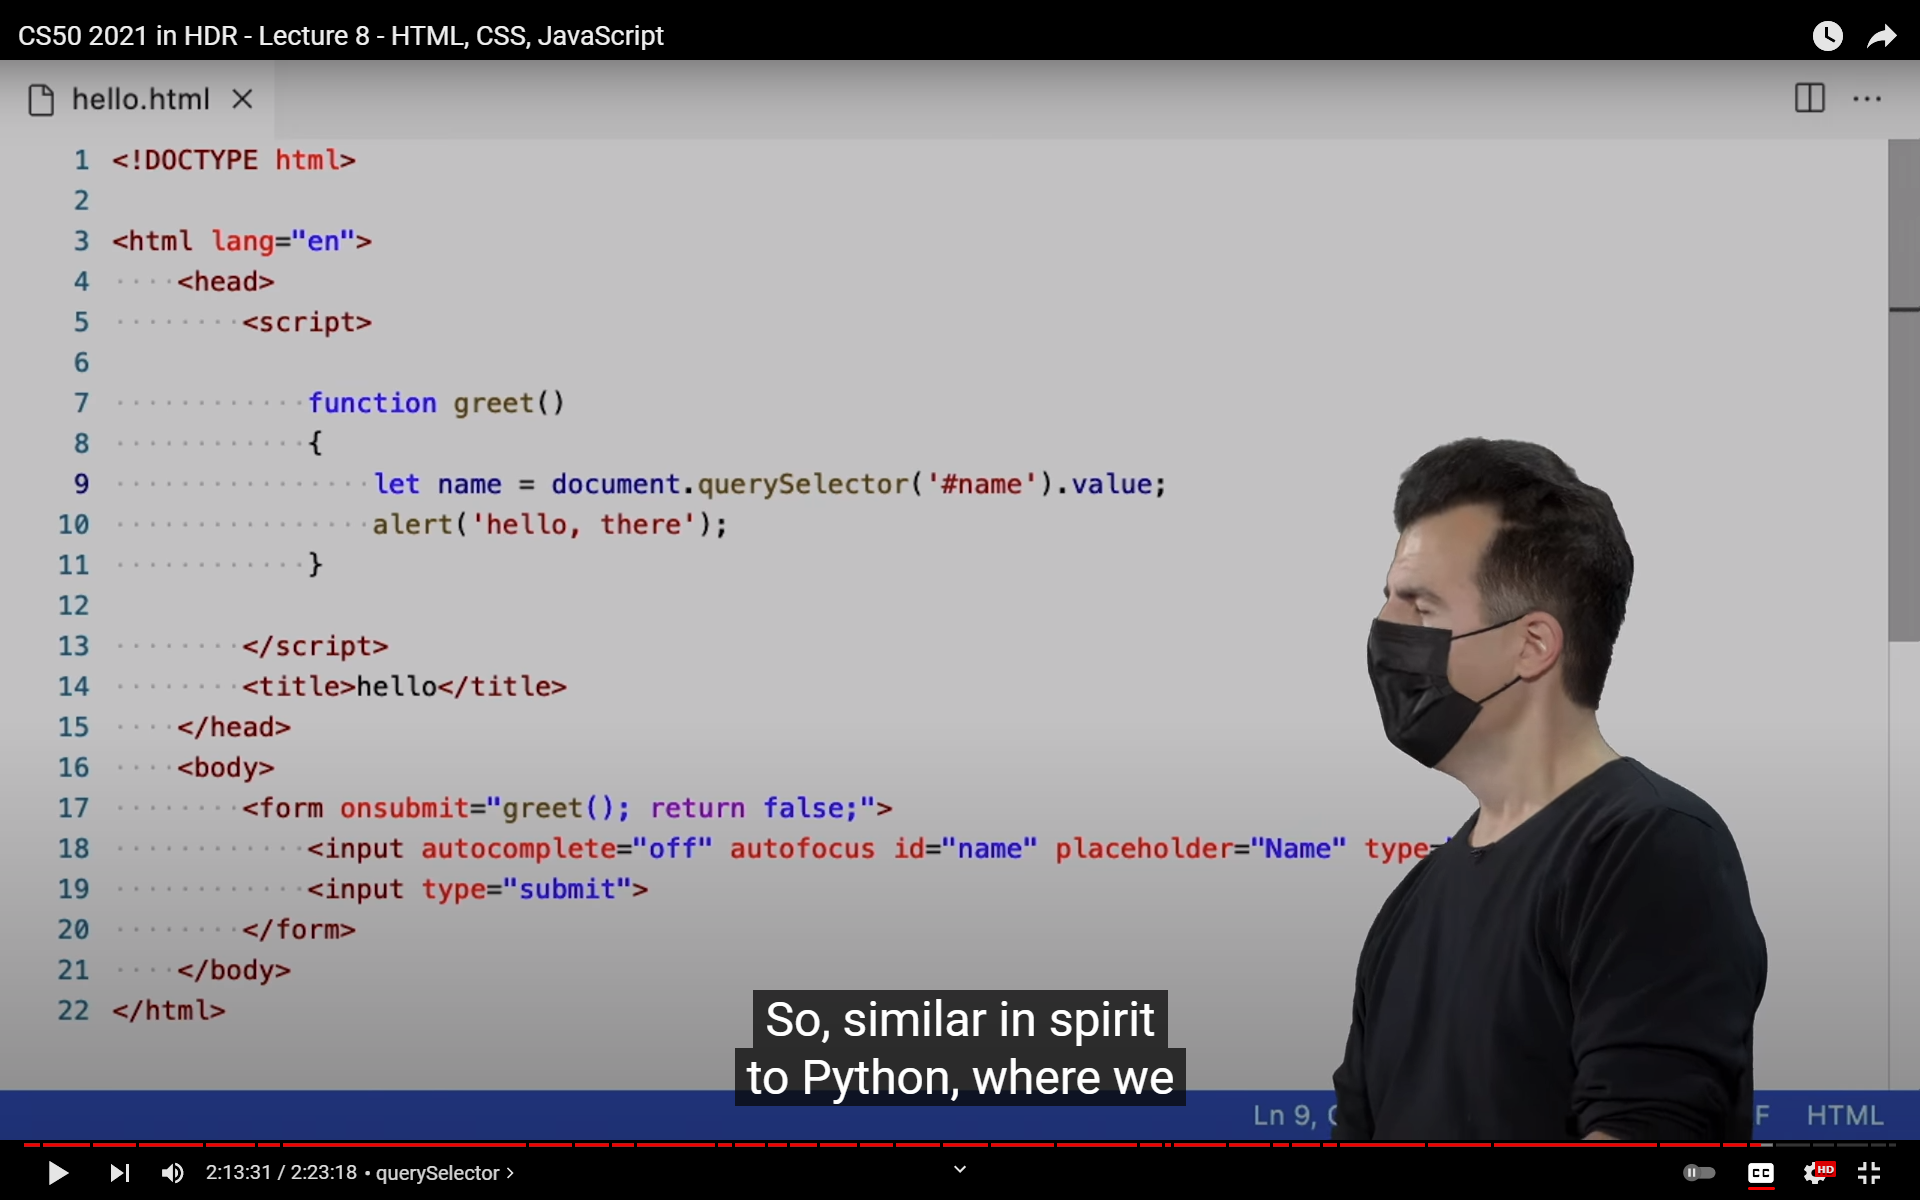 CS50 2021 in HDR - Lecture 8 - HTML, CSS, JavaScript
hello.html
1 <!DOCTYPE html>
2
3 <html lang="en">
4 <head>
5 <script>
6
7 function greet()
8 {
9 let name = document.querySelector('#name').value;
10 alert('hello, there');
11 }
12
13 </script>
14 <title>hello</title>
15 </head>
16 <body>
17 <form onsubmit="greet(); return false;">
18 <input autocomplete="off" autofocus id="name" placeholder="Name" type=
19 <input type="submit">
20 </form>
21 </body>
22 </html>
So, similar in spirit
to Python, where we
Ln 9, HTML
2:13:31 / 2:23:18 • querySelector ›
CC
HD